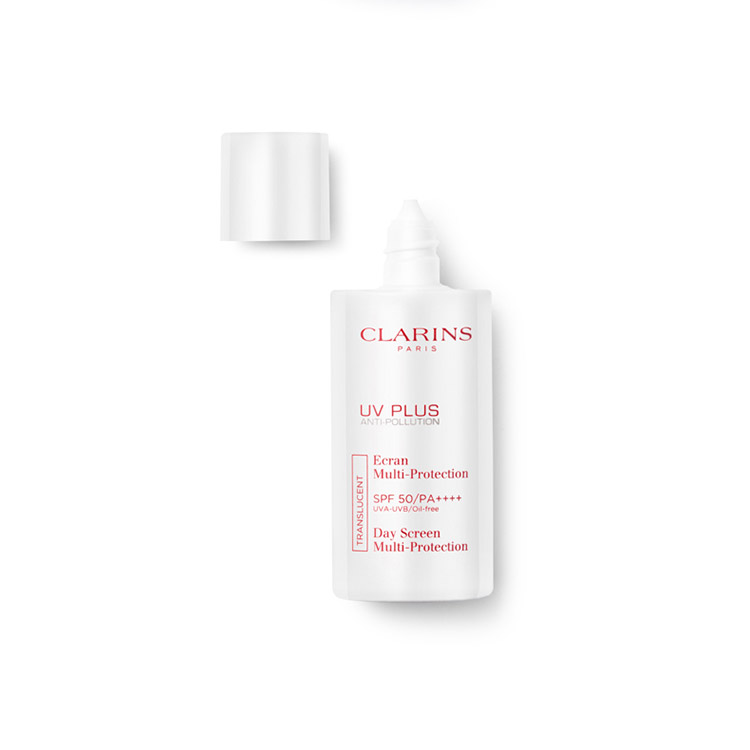 CLARINS
PARIS
UV PLUS
ANTI-POLLUTION
TRANSLUCENT
Ecran
Multi-Protection
SPF 50/PA++++
UVA-UVB/Oil-free
Day Screen
Multi-Protection